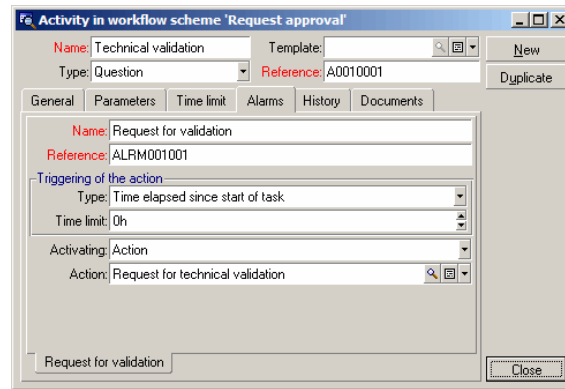 Activity in workflow scheme 'Request approval'
Name: Technical validation Template: New
Type: Question Reference: A0010001 Duplicate
General Parameters Time limit Alarms History Documents
Name: Request for validation
Reference: ALRM001001
Triggering of the action
Type: Time elapsed since start of task
Time limit: 0h
Activating: Action
Action: Request for technical validation
Request for validation
Close